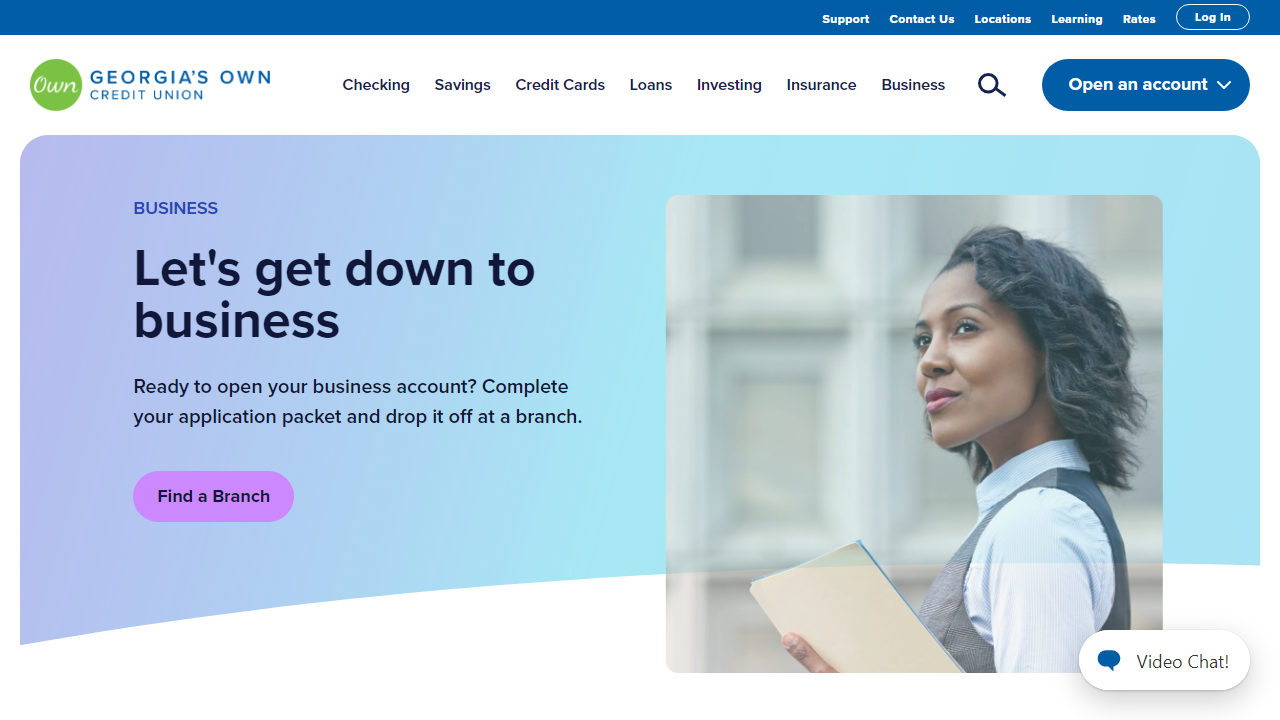 Support Contact Us Locations Learning Rates Log In
Own GEORGIA'S OWN
CREDIT UNION
Checking Savings Credit Cards Loans Investing Insurance Business
Open an account
BUSINESS
Let's get down to
business
Ready to open your business account? Complete
your application packet and drop it off at a branch.
Find a Branch
Video Chat!